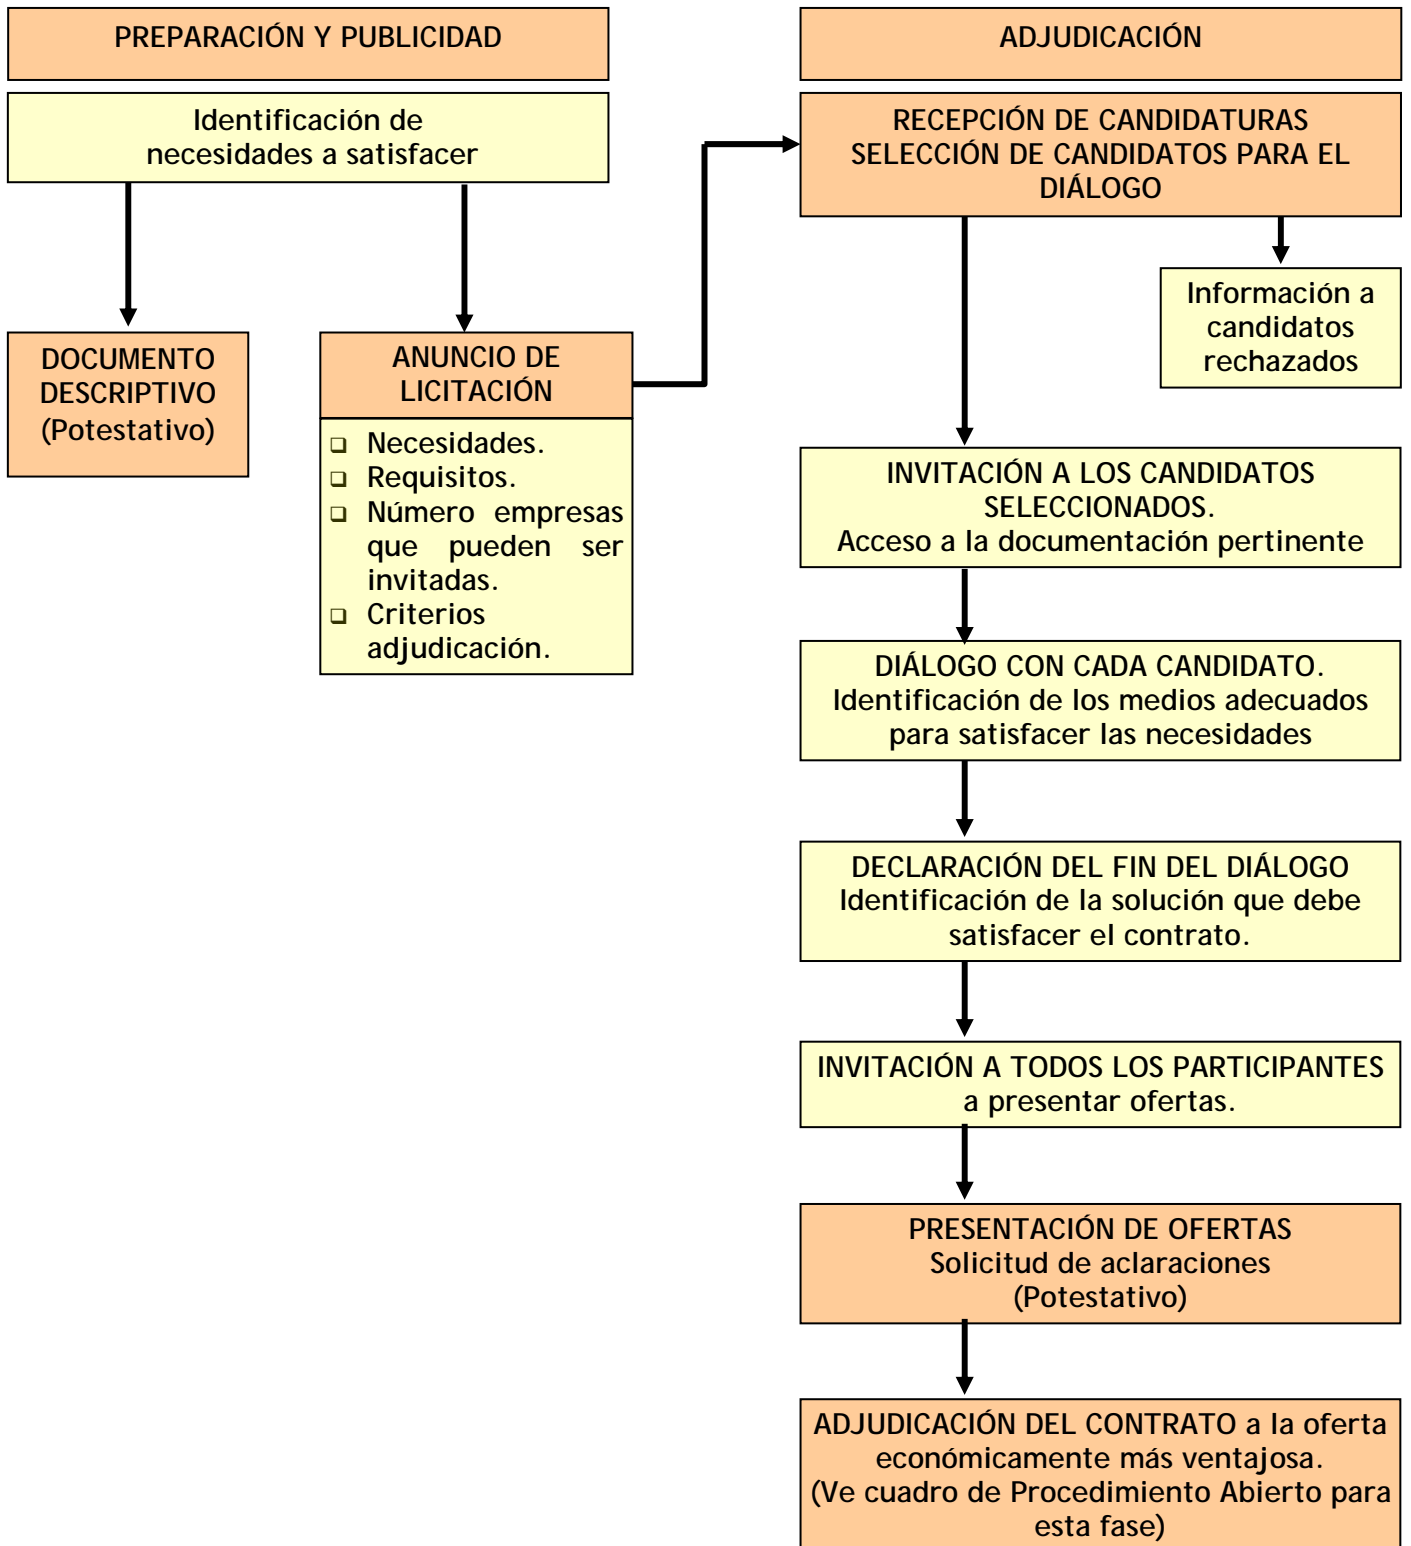 PREPARACIÓN Y PUBLICIDAD
Identificación de
necesidades a satisfacer
DOCUMENTO
DESCRIPTIVO
(Potestativo)
ANUNCIO DE
LICITACIÓN
❑ Necesidades.
❑ Requisitos.
❑ Número empresas
que pueden ser
invitadas.
❑ Criterios
adjudicación.
ADJUDICACIÓN
RECEPCIÓN DE CANDIDATURAS
SELECCIÓN DE CANDIDATOS PARA EL
DIÁLOGO
Información a
candidatos
rechazados
INVITACIÓN A LOS CANDIDATOS
SELECCIONADOS.
Acceso a la documentación pertinente
DIÁLOGO CON CADA CANDIDATO.
Identificación de los medios adecuados
para satisfacer las necesidades
DECLARACIÓN DEL FIN DEL DIÁLOGO
Identificación de la solución que debe
satisfacer el contrato.
INVITACIÓN A TODOS LOS PARTICIPANTES
a presentar ofertas.
PRESENTACIÓN DE OFERTAS
Solicitud de aclaraciones
(Potestativo)
ADJUDICACIÓN DEL CONTRATO a la oferta
económicamente más ventajosa.
(Ve cuadro de Procedimiento Abierto para
esta fase)